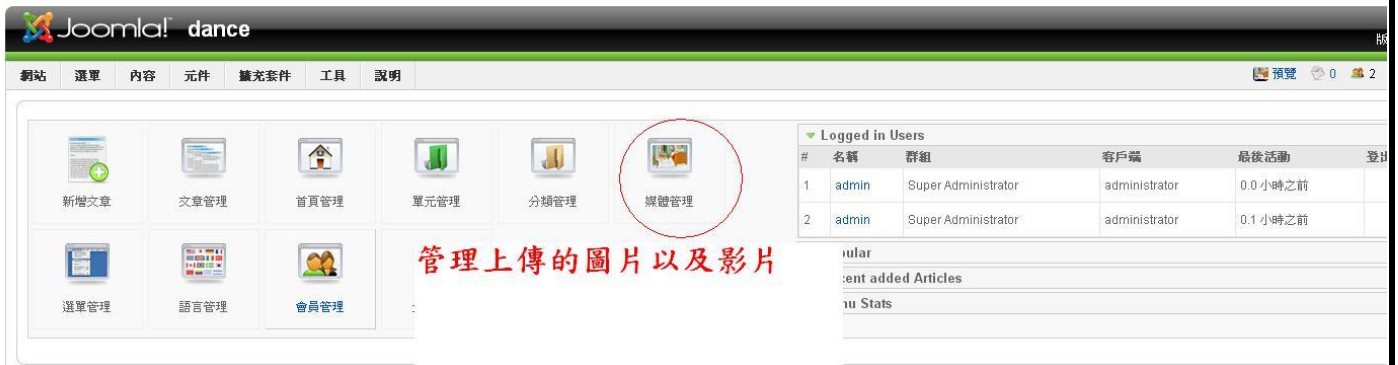 Joomla! dance
網站 選單 內容 元件 擴充套件 工具 說明 預覽 0 2
新增文章 文章管理 首頁管理 單元管理 分類管理 媒體管理
選單管理 語言管理 會員管理
管理上傳的圖片以及影片
Logged in Users
# 名稱 群組 客戶端 最後活動 登出
1 admin Super Administrator administrator 0.0 小時之前
2 admin Super Administrator administrator 0.1 小時之前
ular
cent added Articles
nu Stats